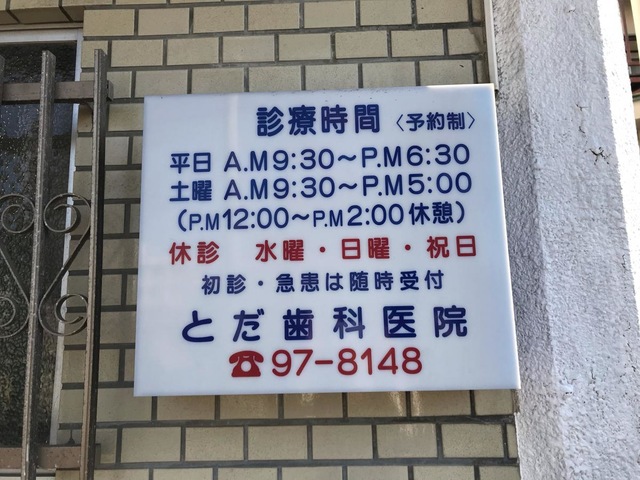 診療時間〈予約制〉
平日 A.M9:30～P.M6:30
土曜 A.M9:30～P.M5:00
（P.M12:00～P.M2:00休憩）
休診 水曜・日曜・祝日
初診・急患は随時受付
とだ歯科医院
☎97-8148